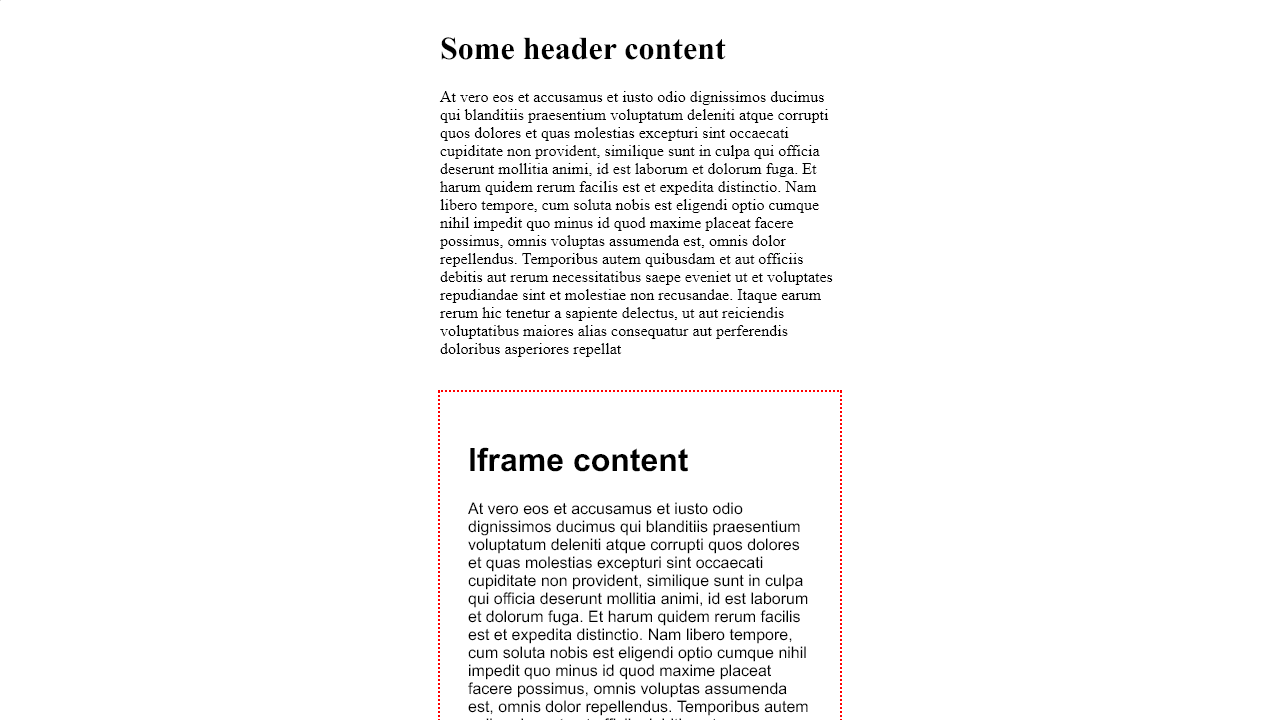 Some header content
At vero eos et accusamus et iusto odio dignissimos ducimus
qui blanditiis praesentium voluptatum deleniti atque corrupti
quos dolores et quas molestias excepturi sint occaecati
cupiditate non provident, similique sunt in culpa qui officia
deserunt mollitia animi, id est laborum et dolorum fuga. Et
harum quidem rerum facilis est et expedita distinctio. Nam
libero tempore, cum soluta nobis est eligendi optio cumque
nihil impedit quo minus id quod maxime placeat facere
possimus, omnis voluptas assumenda est, omnis dolor
repellendus. Temporibus autem quibusdam et aut officiis
debitis aut rerum necessitatibus saepe eveniet ut et voluptates
repudiandae sint et molestiae non recusandae. Itaque earum
rerum hic tenetur a sapiente delectus, ut aut reiciendis
voluptatibus maiores alias consequatur aut perferendis
doloribus asperiores repellat
Iframe content
At vero eos et accusamus et iusto odio
dignissimos ducimus qui blanditiis praesentium
voluptatum deleniti atque corrupti quos dolores
et quas molestias excepturi sint occaecati
cupiditate non provident, similique sunt in culpa
qui officia deserunt mollitia animi, id est laborum
et dolorum fuga. Et harum quidem rerum facilis
est et expedita distinctio. Nam libero tempore,
cum soluta nobis est eligendi optio cumque nihil
impedit quo minus id quod maxime placeat
facere possimus, omnis voluptas assumenda
est, omnis dolor repellendus. Temporibus autem